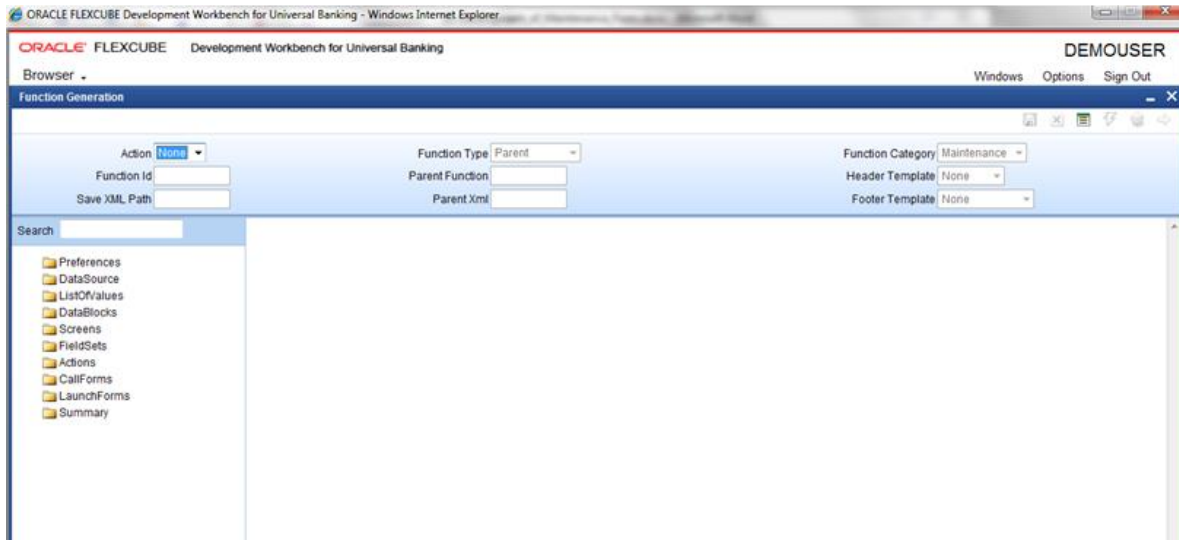 ORACLE FLEXCUBE Development Workbench for Universal Banking - Windows Internet Explorer
ORACLE FLEXCUBE Development Workbench for Universal Banking DEMOUSER
Browser Windows Options Sign Out
Function Generation
Action None Function Type Parent Function Category Maintenance
Function Id Parent Function Header Template None
Save XML Path Parent Xml Footer Template None
Search
Preferences
DataSource
ListOfValues
DataBlocks
Screens
FieldSets
Actions
CallForms
LaunchForms
Summary